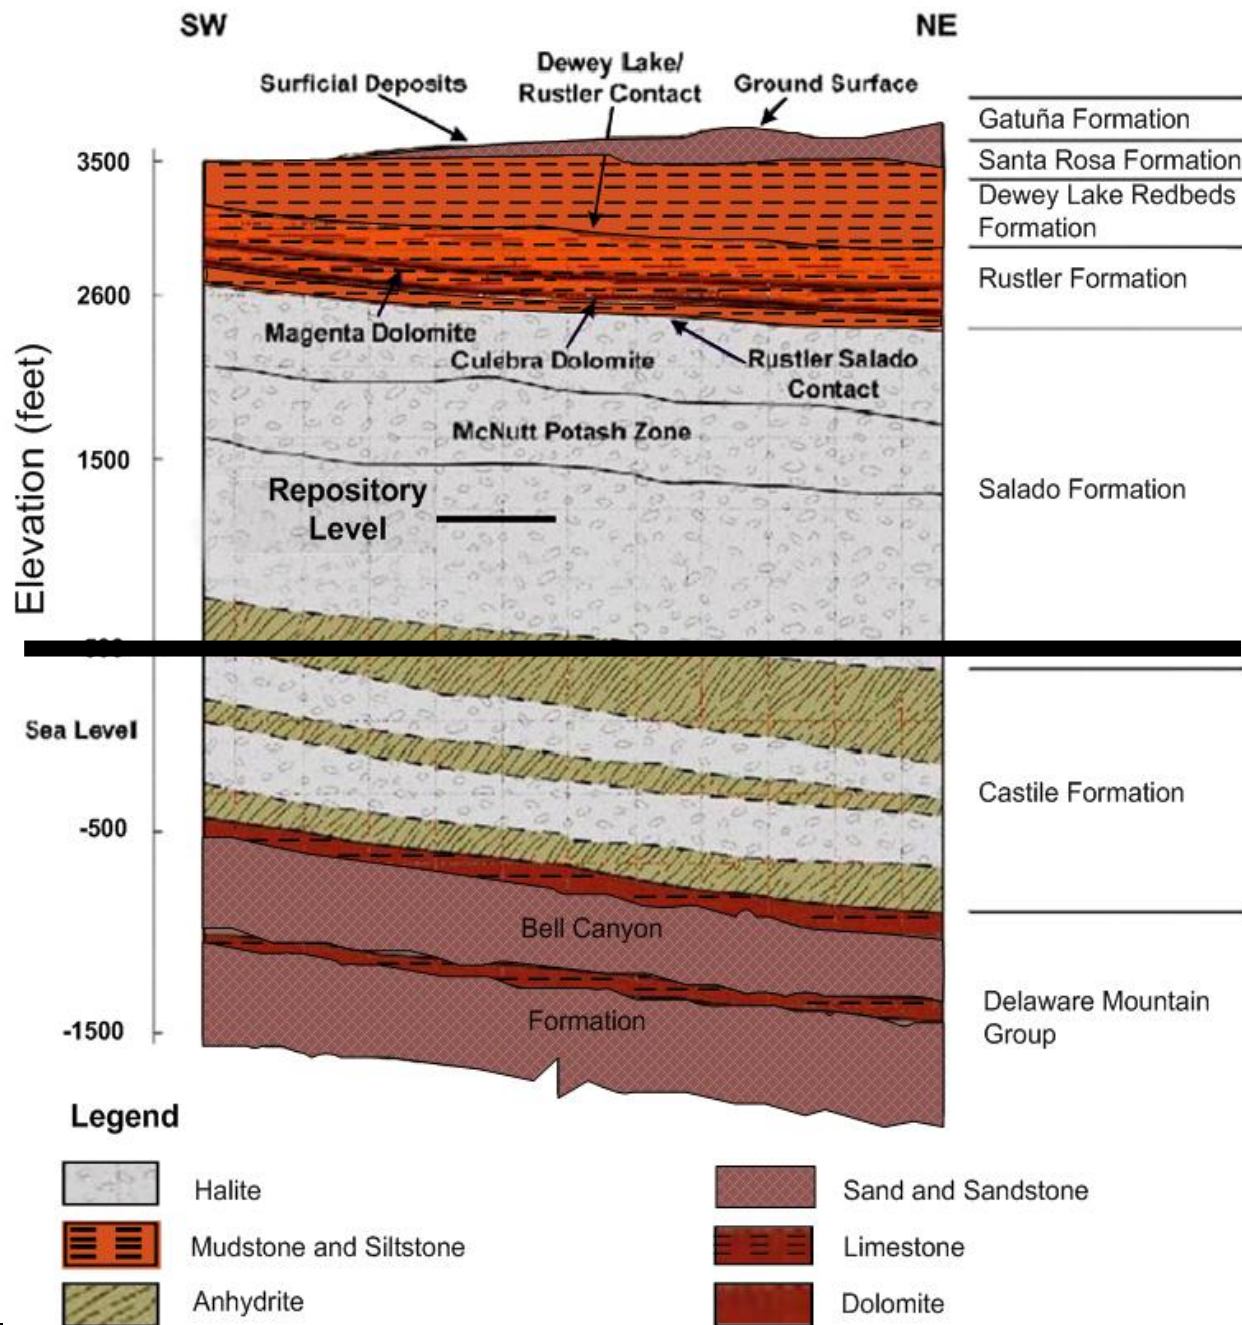 SW
NE
Surficial Deposits
Dewey Lake/
Rustler Contact
Ground Surface
Gatuña Formation
Santa Rosa Formation
Dewey Lake Redbeds
Formation
Rustler Formation
3500
2600
Magenta Dolomite
Culebra Dolomite
Rustler Salado
Contact
McNutt Potash Zone
1500
Repository
Level
Salado Formation
Elevation (feet)
Sea Level
Castile Formation
-500
Bell Canyon
Formation
Delaware Mountain
Group
-1500
Legend
Halite
Sand and Sandstone
Mudstone and Siltstone
Limestone
Anhydrite
Dolomite